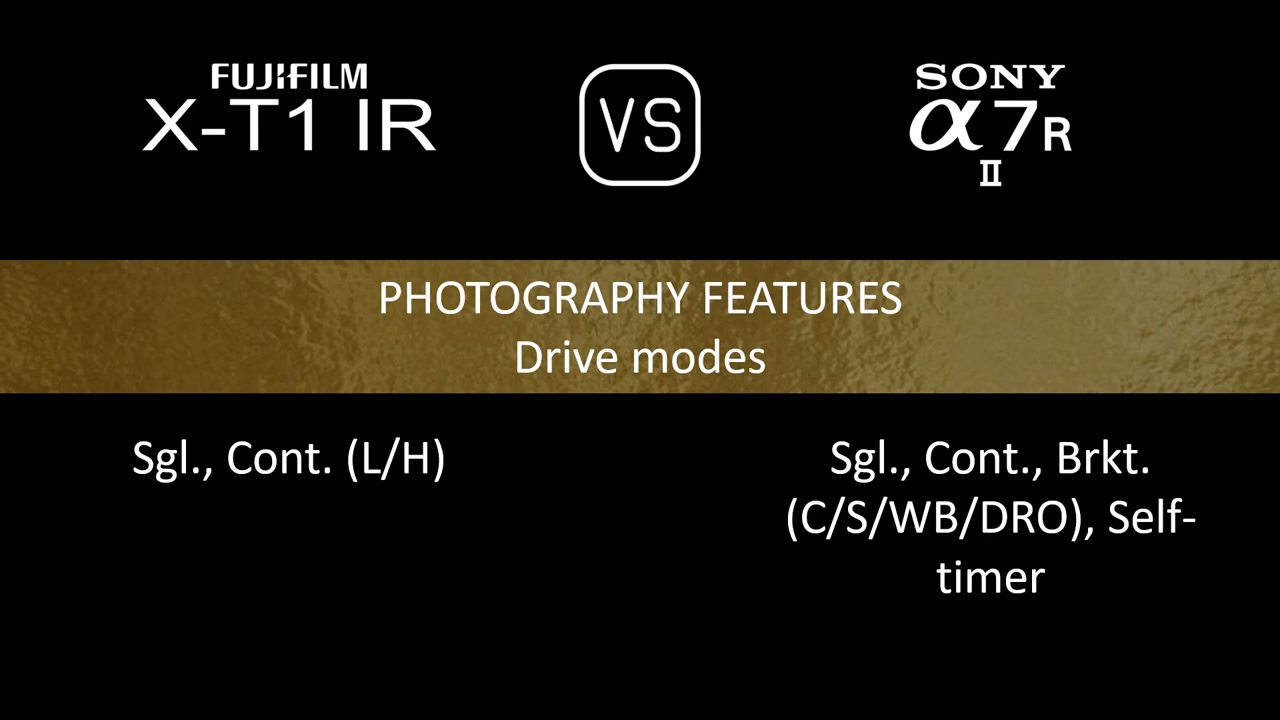 FUJIFILM
X-T1 IR
VS
SONY
α7R
II
PHOTOGRAPHY FEATURES
Drive modes
Sgl., Cont. (L/H)
Sgl., Cont., Brkt.
(C/S/WB/DRO), Self-
timer